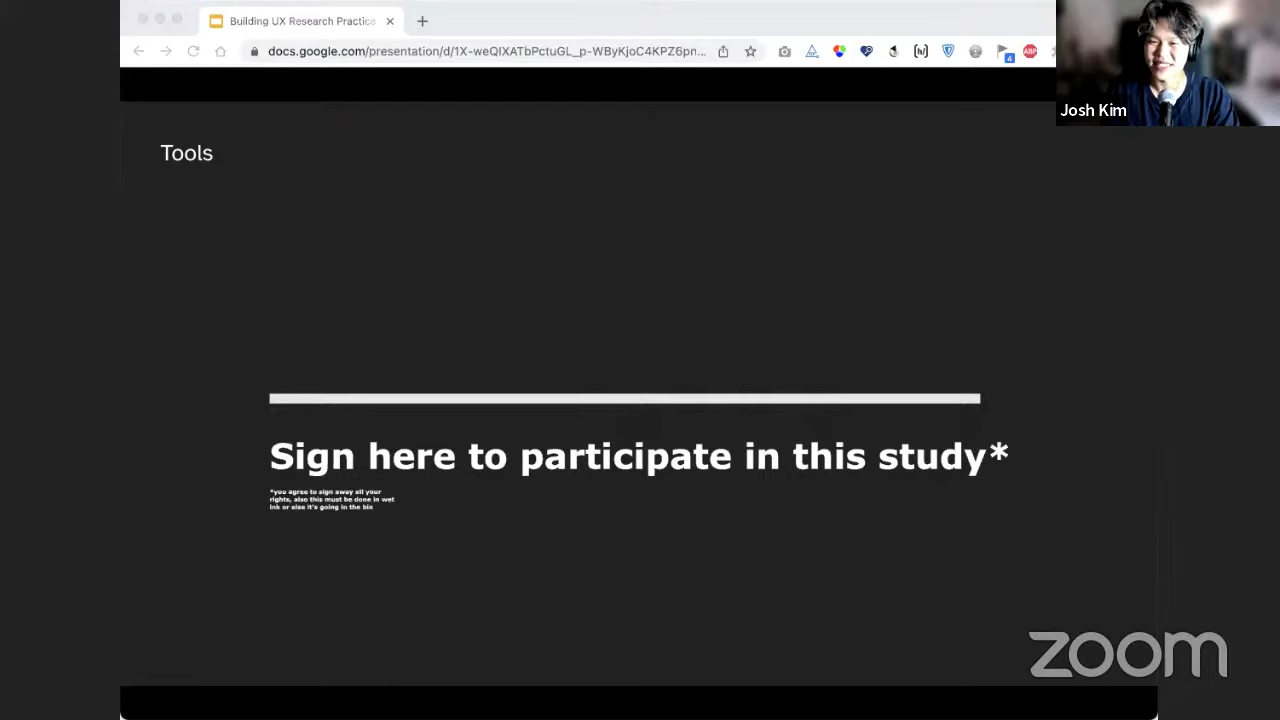 Building UX Research Practice
docs.google.com/presentation/d/1X-weQIXATbPctuGL_p-WByKjoC4KPZ6pn...
[w]
4
ABP
Josh Kim
Tools
Sign here to participate in this study*
*you agree to sign away all your
rights, also this must be done in wet
ink or else it's going in the bin
zoom